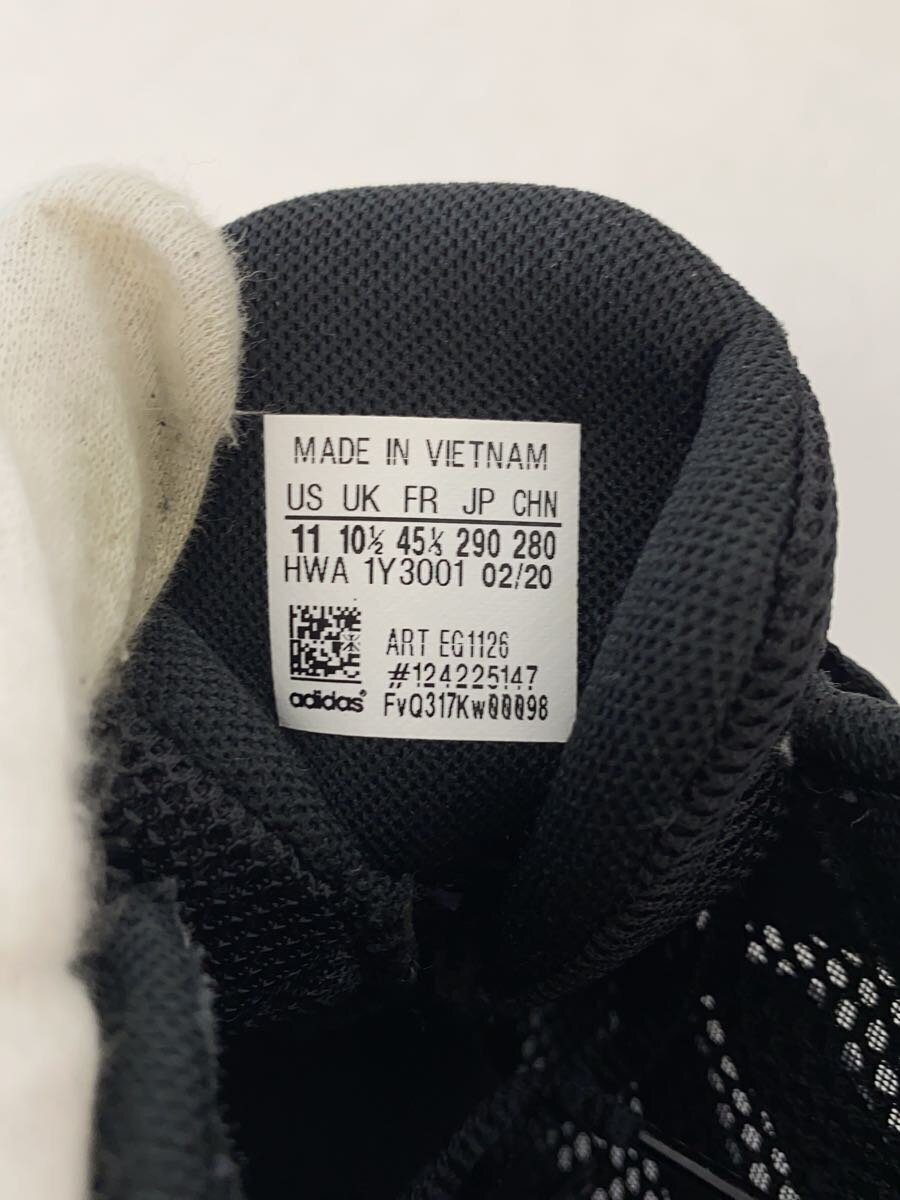 MADE IN VIETNAM
US UK FR JP CHN
11 10½ 45⅓ 290 280
HWA 1Y3001 02/20
ART EG1126
#124225147
adidas® FvQ317Kw00098